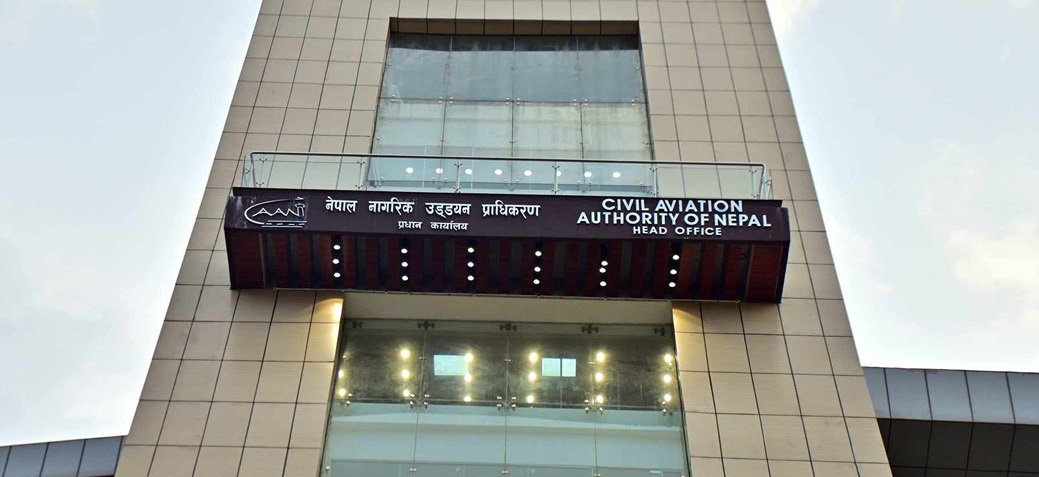 CAAN
नेपाल नागरिक उड्डयन प्राधिकरण
प्रधान कार्यालय
CIVIL AVIATION
AUTHORITY OF NEPAL
HEAD OFFICE